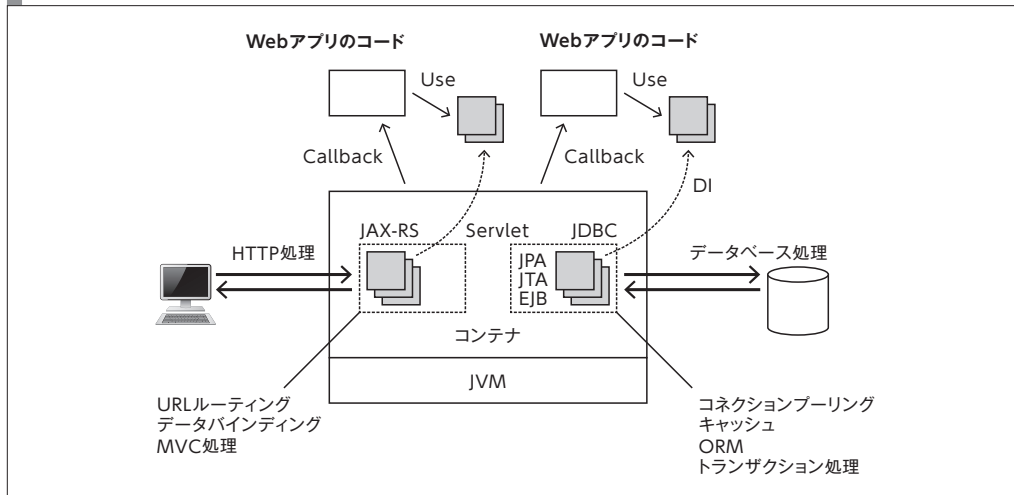 Webアプリのコード
Webアプリのコード
Use
Use
Callback
Callback
DI
JAX-RS
Servlet
JDBC
HTTP処理
JPA
JTA
EJB
データベース処理
コンテナ
JVM
URLルーティング
データバインディング
MVC処理
コネクションプーリング
キャッシュ
ORM
トランザクション処理